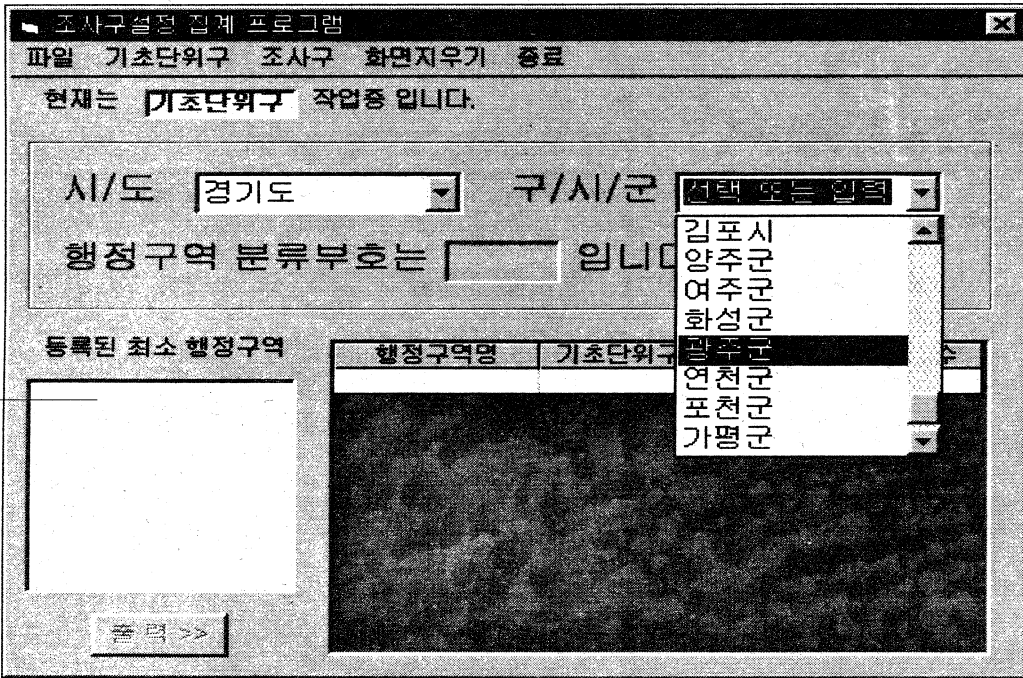 조사구설정 집계 프로그램
파일 기초단위구 조사구 화면지우기 종료
현재는 기초단위구 작업중 입니다.
시/도 경기도 구/시/군 선택 또는 입력
행정구역 분류부호는 입니다
김포시
양주군
여주군
화성군
광주군
연천군
포천군
가평군
등록된 최소 행정구역
행정구역명 기초단위구 수
출 력 >>